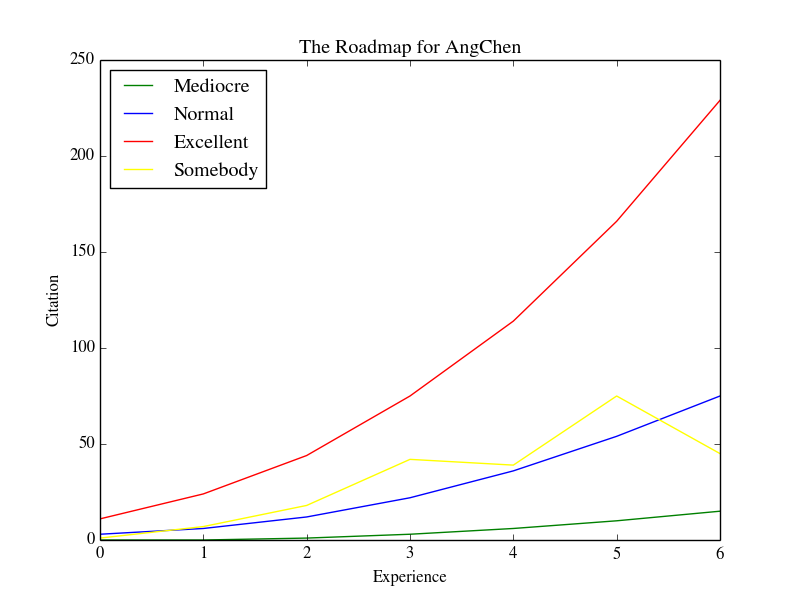 The Roadmap for AngChen
250
200
150
100
50
0
Mediocre
Normal
Excellent
Somebody
Citation
0 1 2 3 4 5 6
Experience